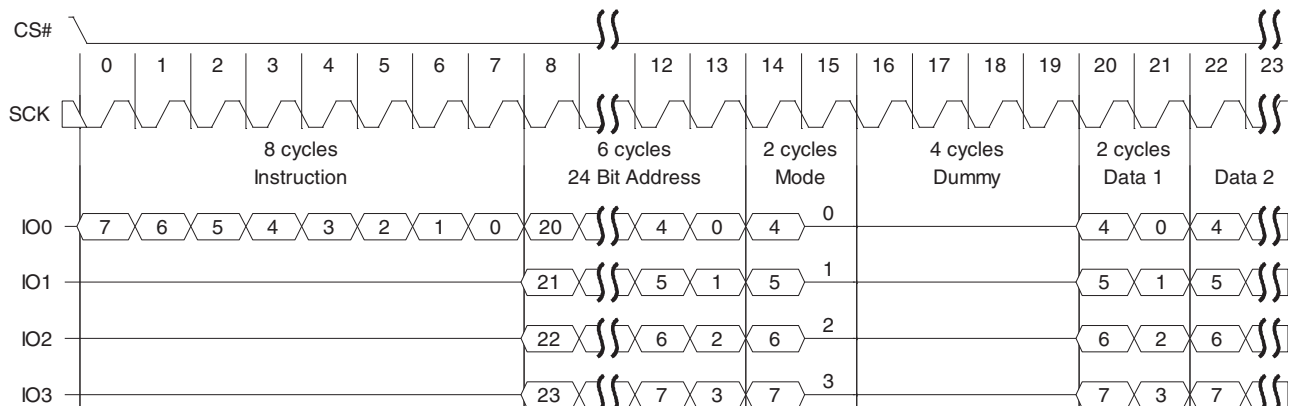 CS#
0 1 2 3 4 5 6 7 8 12 13 14 15 16 17 18 19 20 21 22 23
SCK
8 cycles 6 cycles 2 cycles 4 cycles 2 cycles
Instruction 24 Bit Address Mode Dummy Data 1 Data 2
IO0 7 6 5 4 3 2 1 0 20 4 0 4 0 4 0 4
IO1 21 5 1 5 1 5 1 5
IO2 22 6 2 6 2 6 2 6
IO3 23 7 3 7 3 7 3 7